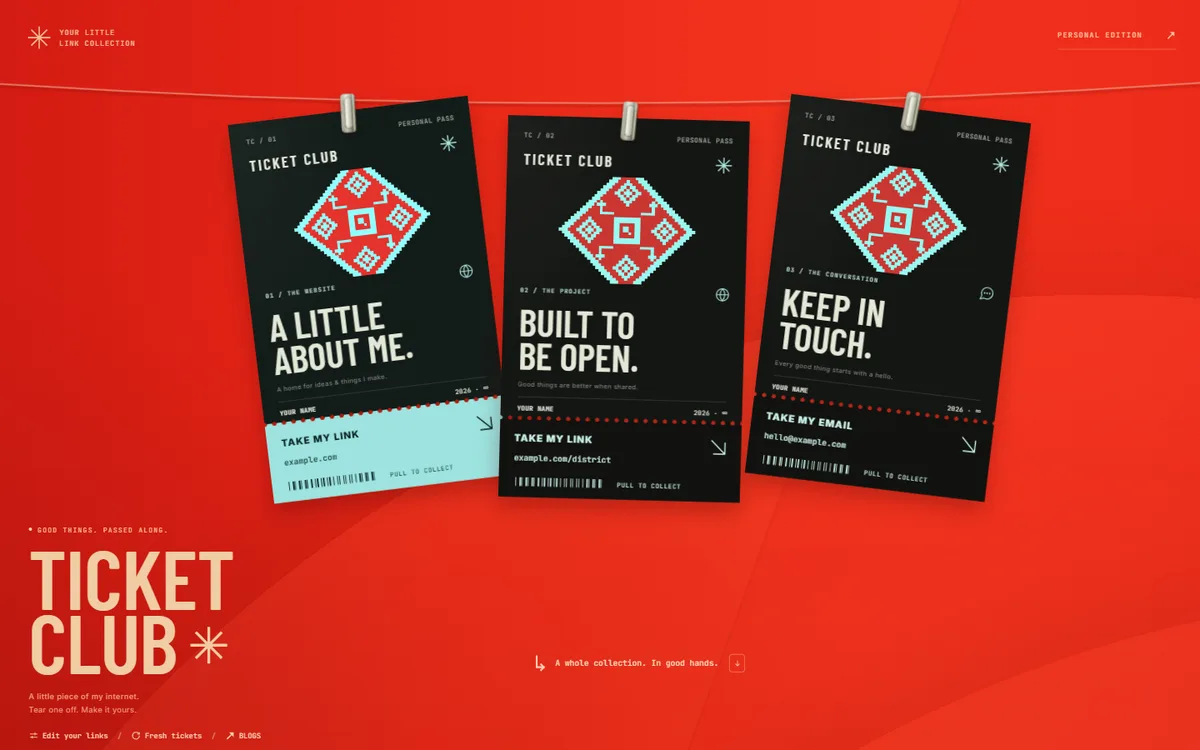 YOUR LITTLE
LINK COLLECTION
PERSONAL EDITION
TC / 01
PERSONAL PASS
TICKET CLUB
01 / THE WEBSITE
A LITTLE
ABOUT ME.
A home for ideas & things I make.
YOUR NAME
2026 - ∞
TAKE MY LINK
example.com
PULL TO COLLECT
TC / 02
PERSONAL PASS
TICKET CLUB
02 / THE PROJECT
BUILT TO
BE OPEN.
Good things are better when shared.
YOUR NAME
2026 - ∞
TAKE MY LINK
example.com/district
PULL TO COLLECT
TC / 03
PERSONAL PASS
TICKET CLUB
03 / THE CONVERSATION
KEEP IN
TOUCH.
Every good thing starts with a hello.
YOUR NAME
2026 - ∞
TAKE MY EMAIL
hello@example.com
PULL TO COLLECT
GOOD THINGS. PASSED ALONG.
TICKET
CLUB
A little piece of my internet.
Tear one off. Make it yours.
A whole collection. In good hands.
Edit your links / Fresh tickets / BLOGS